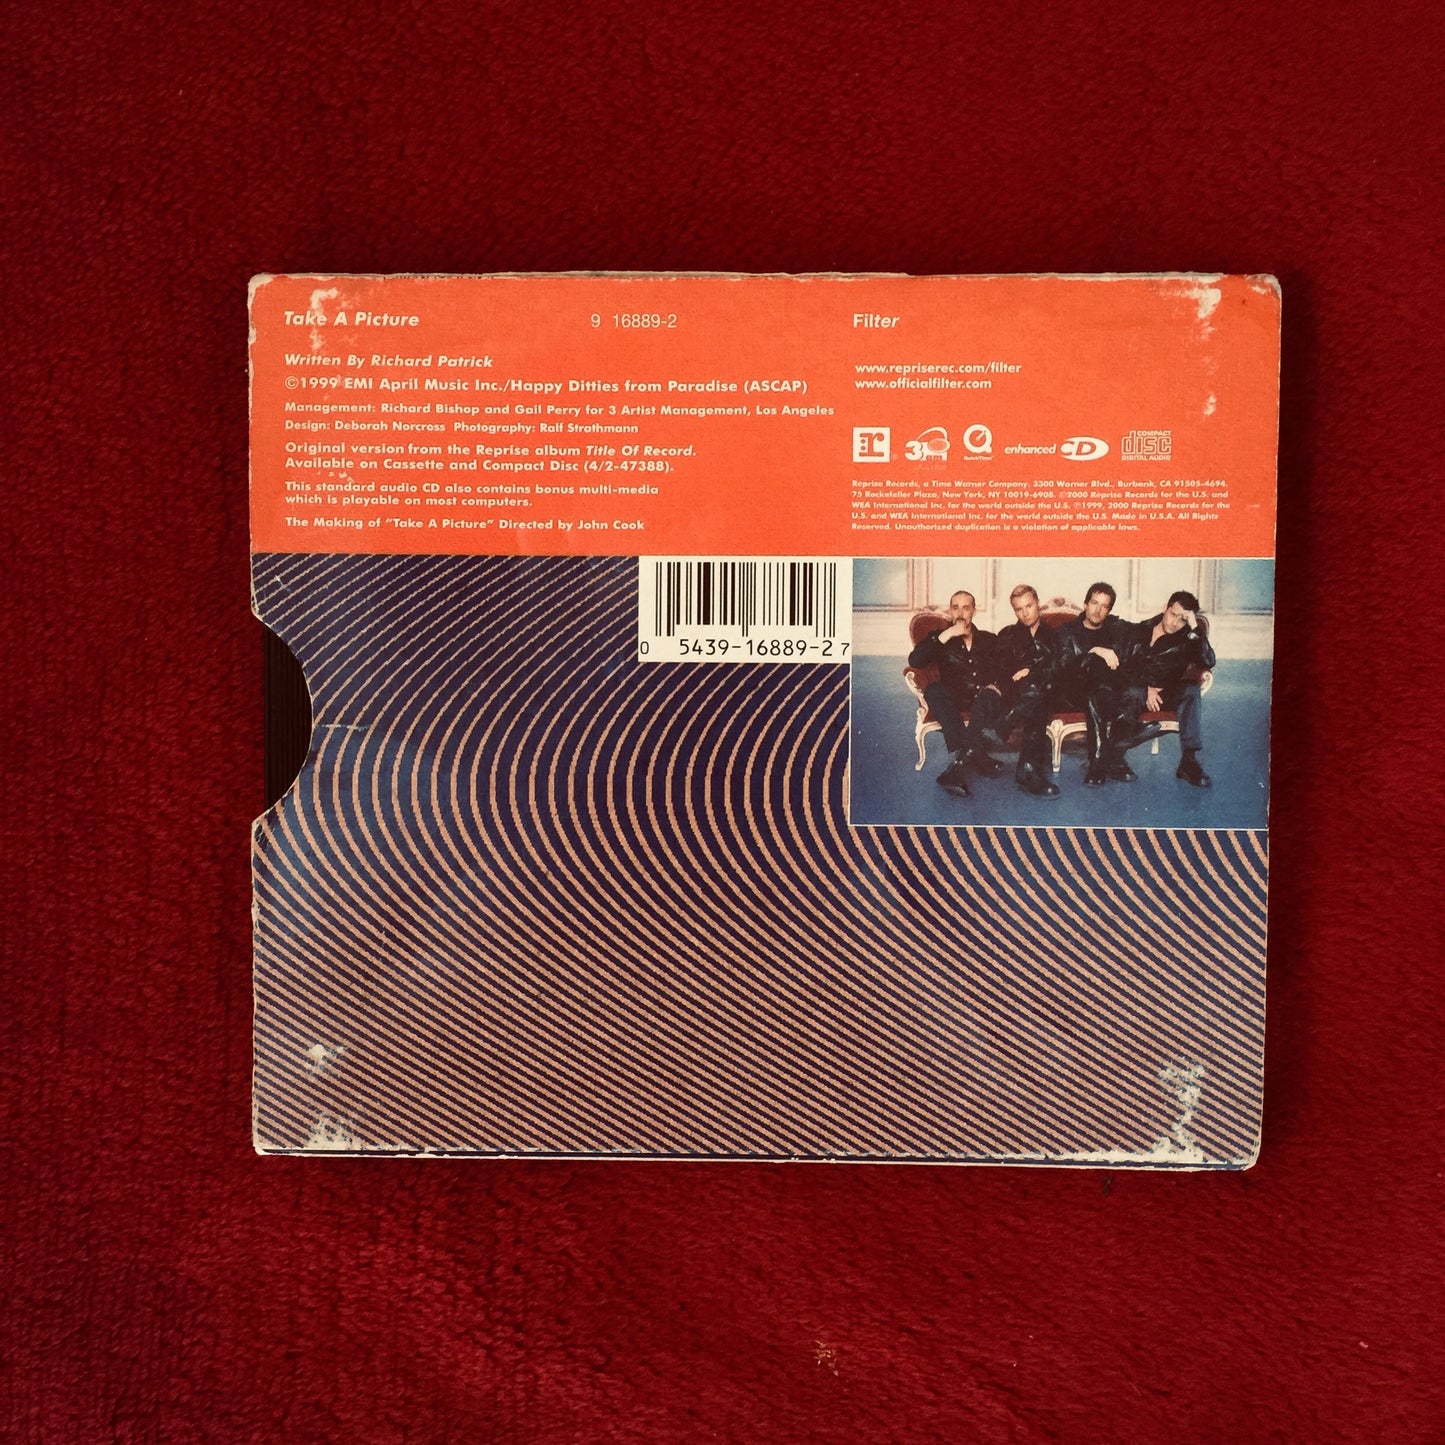 Take A Picture 9 16889-2 Filter
Written By Richard Patrick
©1999 EMI April Music Inc./Happy Ditties from Paradise (ASCAP)
Management: Richard Bishop and Gail Perry for 3 Artist Management, Los Angeles
Design: Deborah Norcross Photography: Ralf Strathmann
Original version from the Reprise album Title Of Record.
Available on Cassette and Compact Disc (4/2-47388).
This standard audio CD also contains bonus multi-media
which is playable on most computers.
The Making of "Take A Picture" Directed by John Cook
www.repriserec.com/filter
www.officialfilter.com
r
3
QuickTime
enhanced CD
COMPACT
disc
DIGITAL AUDIO
Reprise Records, a Time Warner Company. 3300 Warner Blvd., Burbank, CA 91505-4694.
75 Rockefeller Plaza, New York, NY 10019-6908. ©2000 Reprise Records for the U.S. and
WEA International Inc. for the world outside the U.S. ℗1999, 2000 Reprise Records for the
U.S. and WEA International Inc. for the world outside the U.S. Made in U.S.A. All Rights
Reserved. Unauthorized duplication is a violation of applicable laws.
0 5439-16889-2 7